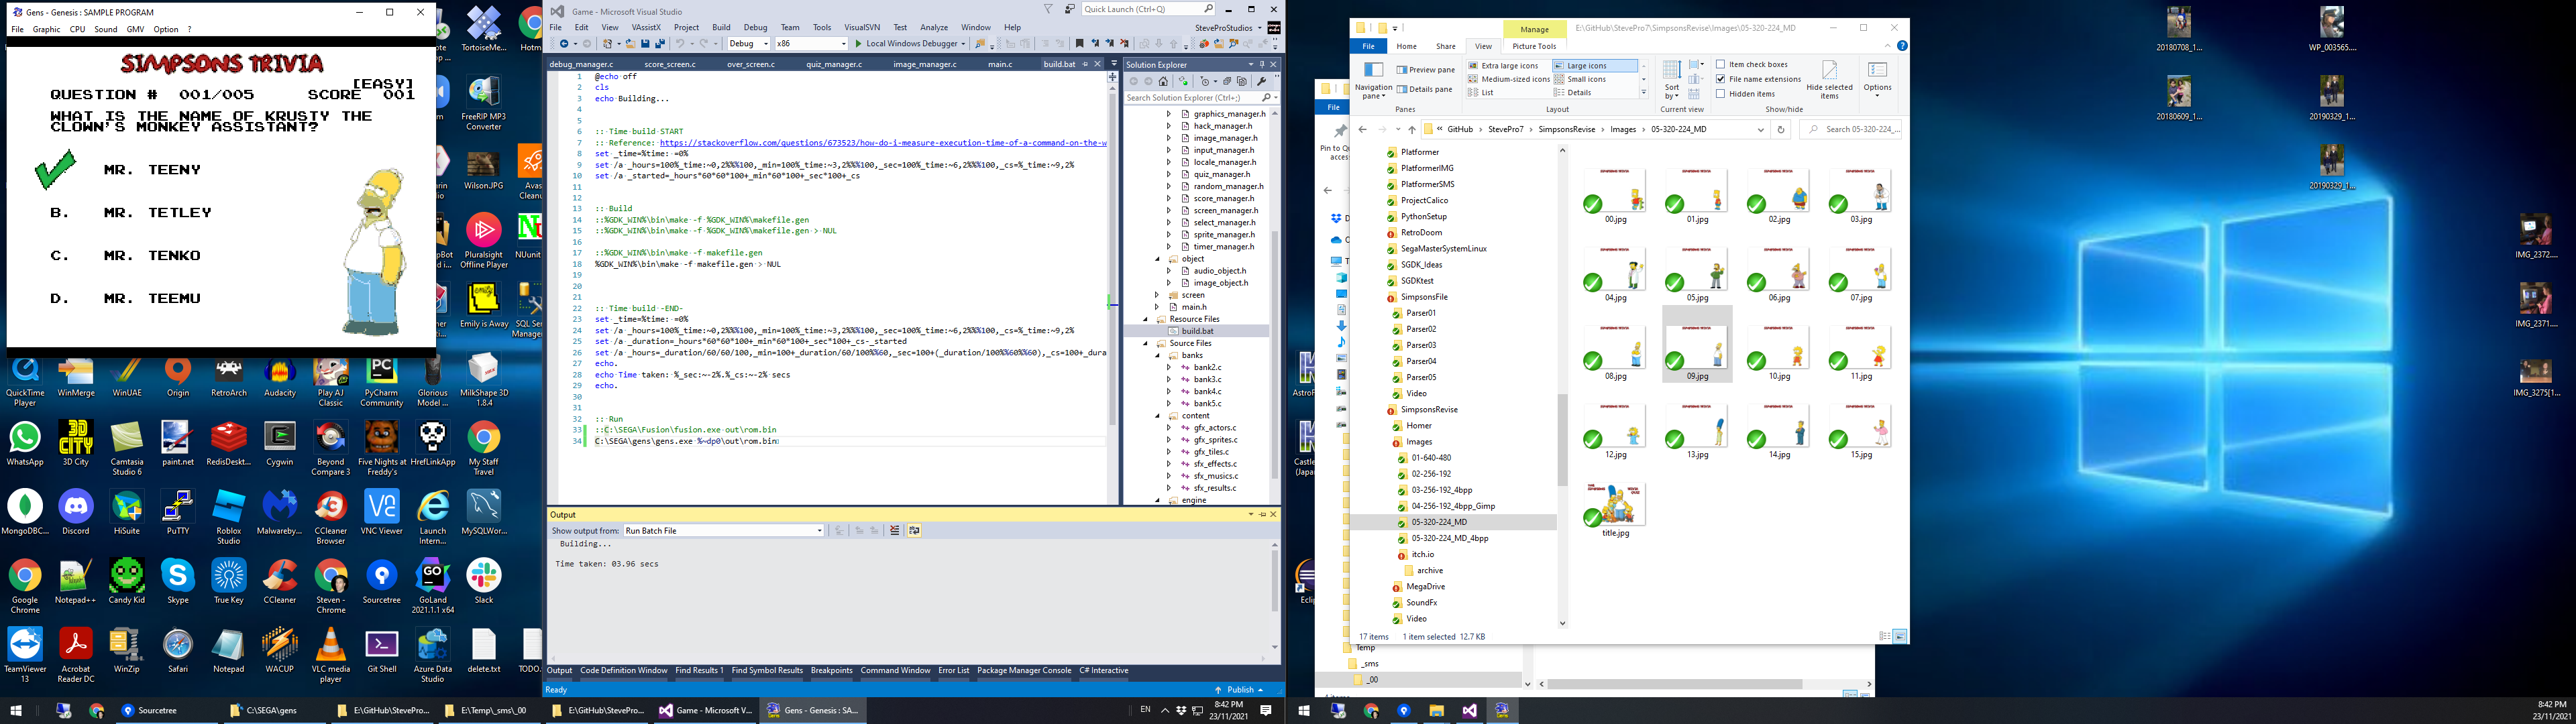 Gens - Genesis : SAMPLE PROGRAM
File Graphic CPU Sound GMV Option ?
SIMPSONS TRIVIA
[EASY]
QUESTION # 001/005 SCORE 001
WHAT IS THE NAME OF KRUSTY THE
CLOWN'S MONKEY ASSISTANT?
MR. TEENY
B. MR. TETLEY
C. MR. TENKO
D. MR. TEEMU
TortoiseMe...
FreeRIP MP3
Converter
Wilson.JPG
Pluralsight
Offline Player
Emily is Away
QuickTime
Player
WinMerge
WinUAE
Origin
RetroArch
Audacity
Play AJ
Classic
PyCharm
Community
Glorious
Model ...
MilkShape 3D
1.8.4
WhatsApp
3D City
Camtasia
Studio 6
paint.net
RedisDeskt...
Cygwin
Beyond
Compare 3
Five Nights at
Freddy's
HrefLinkApp
My Staff
Travel
MongoDBC...
Discord
HiSuite
PuTTY
Roblox
Studio
Malwareby...
CCleaner
Browser
VNC Viewer
Launch
Intern...
MySQLWor...
Google
Chrome
Notepad++
Candy Kid
Skype
True Key
CCleaner
Steven -
Chrome
Sourcetree
GoLand
2021.1.1 x64
Slack
TeamViewer
13
Acrobat
Reader DC
WinZip
Safari
Notepad
WACUP
VLC media
player
Git Shell
Azure Data
Studio
delete.txt
Game - Microsoft Visual Studio
Quick Launch (Ctrl+Q)
File Edit View VAssistX Project Build Debug Team Tools VisualSVN Test Analyze Window Help
SteveProStudios
Debug x86 Local Windows Debugger
debug_manager.c score_screen.c over_screen.c quiz_manager.c image_manager.c main.c build.bat
1 @echo off
2 cls
3 echo Building...
4
5
6 :: Time build START
7 :: Reference: https://stackoverflow.com/questions/673523/how-do-i-measure-execution-time-of-a-command-on-the-w
8 set _time=%time: =0%
9 set /a _hours=100%_time:~0,2%%%100,_min=100%_time:~3,2%%%100,_sec=100%_time:~6,2%%%100,_cs=%_time:~9,2%
10 set /a _started=_hours*60*60*100+_min*60*100+_sec*100+_cs
11
12
13 :: Build
14 ::%GDK_WIN%\bin\make -f %GDK_WIN%\makefile.gen
15 ::%GDK_WIN%\bin\make -f %GDK_WIN%\makefile.gen > NUL
16
17 ::%GDK_WIN%\bin\make -f makefile.gen
18 %GDK_WIN%\bin\make -f makefile.gen > NUL
19
20
21
22 :: Time build -END-
23 set _time=%time: =0%
24 set /a _hours=100%_time:~0,2%%%100,_min=100%_time:~3,2%%%100,_sec=100%_time:~6,2%%%100,_cs=%_time:~9,2%
25 set /a _duration=_hours*60*60*100+_min*60*100+_sec*100+_cs-_started
26 set /a _hours=_duration/60/60/100,_min=100+_duration/60/100%%60,_sec=100+(_duration/100%%60%%60),_cs=100+_dura
27 echo.
28 echo Time taken: %_sec:~-2%.%_cs:~-2% secs
29 echo.
30
31
32 :: Run
33 ::C:\SEGA\Fusion\fusion.exe out\rom.bin
34 C:\SEGA\gens\gens.exe %~dp0\out\rom.bin
Output
Show output from: Run Batch File
Building...
Time taken: 03.96 secs
Output Code Definition Window Find Results 1 Find Symbol Results Breakpoints Command Window Error List Package Manager Console C# Interactive
Ready Publish
Solution Explorer
Search Solution Explorer (Ctrl+;)
graphics_manager.h
hack_manager.h
image_manager.h
input_manager.h
locale_manager.h
quiz_manager.h
random_manager.h
score_manager.h
screen_manager.h
select_manager.h
sprite_manager.h
timer_manager.h
object
audio_object.h
image_object.h
screen
main.h
Resource Files
build.bat
Source Files
banks
bank2.c
bank3.c
bank4.c
bank5.c
content
gfx_actors.c
gfx_sprites.c
gfx_tiles.c
sfx_effects.c
sfx_musics.c
sfx_results.c
engine
Manage
E:\GitHub\StevePro7\SimpsonsRevise\Images\05-320-224_MD
File Home Share View Picture Tools
Navigation
pane
Preview pane
Details pane
Panes
Extra large icons Large icons
Medium-sized icons Small icons
List Details
Layout
Sort
by
Current view
Item check boxes
File name extensions
Hidden items
Hide selected
items
Show/hide
Options
« GitHub > StevePro7 > SimpsonsRevise > Images > 05-320-224_MD
Search 05-320-224_...
Platformer
PlatformerIMG
PlatformerSMS
ProjectCalico
PythonSetup
RetroDoom
SegaMasterSystemLinux
SGDK_Ideas
SGDKtest
SimpsonsFile
Parser01
Parser02
Parser03
Parser04
Parser05
Video
SimpsonsRevise
Homer
Images
01-640-480
02-256-192
03-256-192_4bpp
04-256-192_4bpp_Gimp
05-320-224_MD
05-320-224_MD_4bpp
itch.io
archive
MegaDrive
SoundFx
Video
00.jpg 01.jpg 02.jpg 03.jpg
04.jpg 05.jpg 06.jpg 07.jpg
08.jpg 09.jpg 10.jpg 11.jpg
12.jpg 13.jpg 14.jpg 15.jpg
title.jpg
17 items 1 item selected 12.7 KB
File
Temp
_sms
_00
20180708_1...
WP_003565....
20180609_1...
20190329_1...
20190329_1...
IMG_2372....
IMG_2371....
IMG_3275[1...
Sourcetree
C:\SEGA\gens
E:\GitHub\StevePro...
E:\Temp\_sms\_00
E:\GitHub\StevePro...
Game - Microsoft V...
Gens - Genesis : SA...
EN
8:42 PM
23/11/2021
8:42 PM
23/11/2021